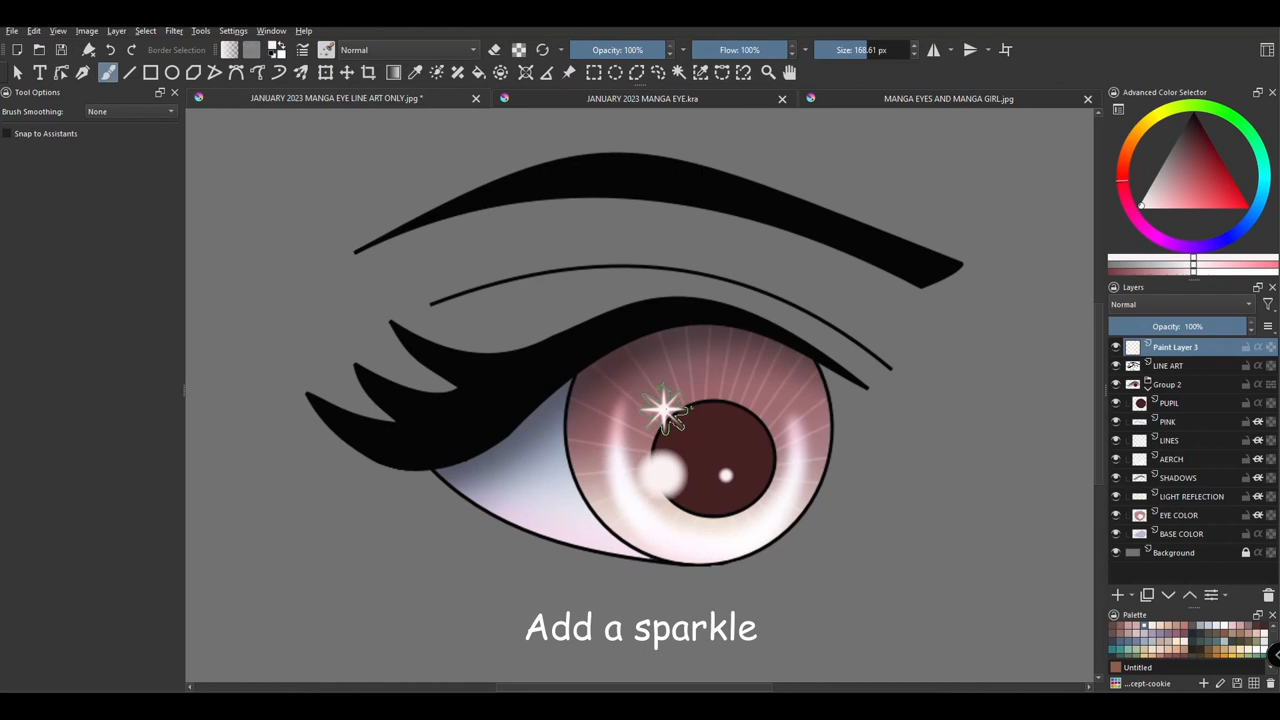 File Edit View Image Layer Select Filter Tools Settings Window Help
Border Selection
Normal
Opacity: 100%
Flow: 100%
Size: 168.61 px
Tool Options
JANUARY 2023 MANGA EYE LINE ART ONLY.jpg *
JANUARY 2023 MANGA EYE.kra
MANGA EYES AND MANGA GIRL.jpg
Advanced Color Selector
Brush Smoothing:
None
Snap to Assistants
Layers
Normal
Opacity: 100%
Paint Layer 3
LINE ART
Group 2
PUPIL
PINK
LINES
AERCH
SHADOWS
LIGHT REFLECTION
EYE COLOR
BASE COLOR
Background
Palette
Untitled
...cept-cookie
Add a sparkle